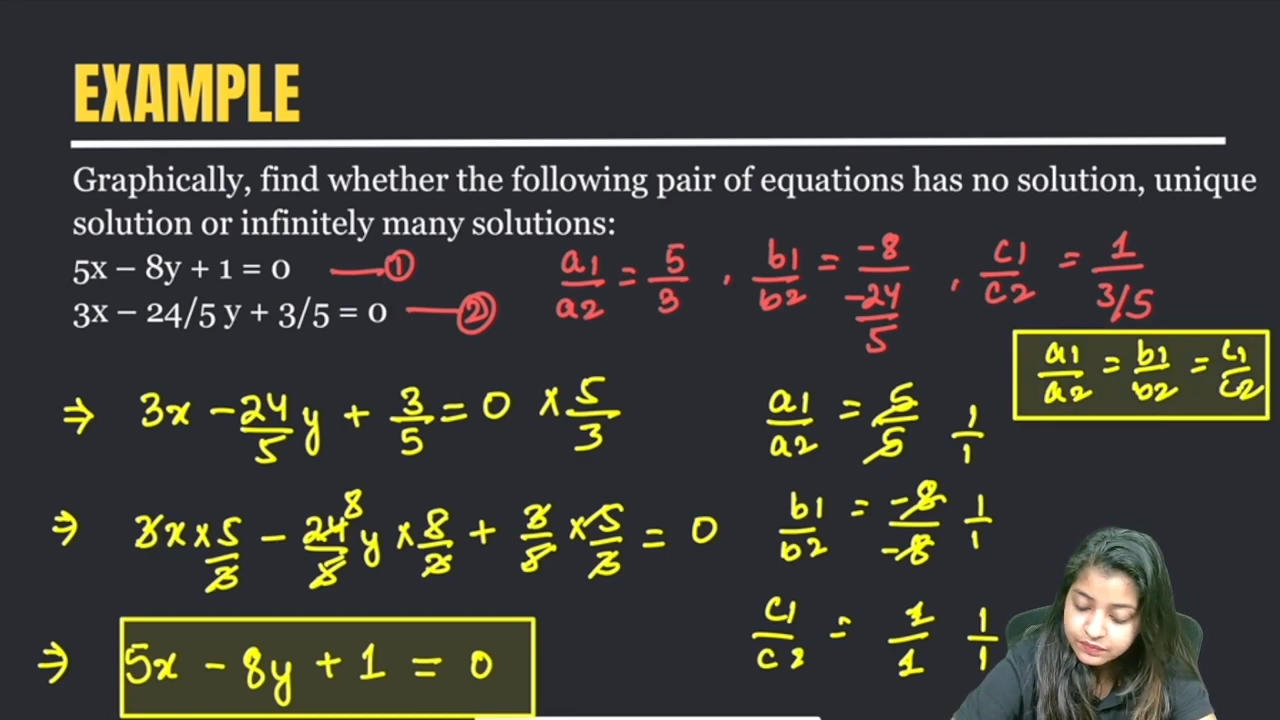 EXAMPLE
Graphically, find whether the following pair of equations has no solution, unique
solution or infinitely many solutions:
5x – 8y + 1 = 0 ①
3x – 24/5 y + 3/5 = 0 ②
a1/a2 = 5/3 , b1/b2 = -8/(-24/5) , c1/c2 = 1/(3/5)
a1/a2 = b1/b2 = c1/c2
⇒ 3x - 24/5 y + 3/5 = 0 × 5/3
a1/a2 = 5/5 1/1
⇒ 3x × 5/3 - 24/5 8 y × 5/3 + 3/5 × 5/3 = 0
b1/b2 = -8/-8 1/1
c1/c2 = 1/1 1/1
⇒ 5x - 8y + 1 = 0